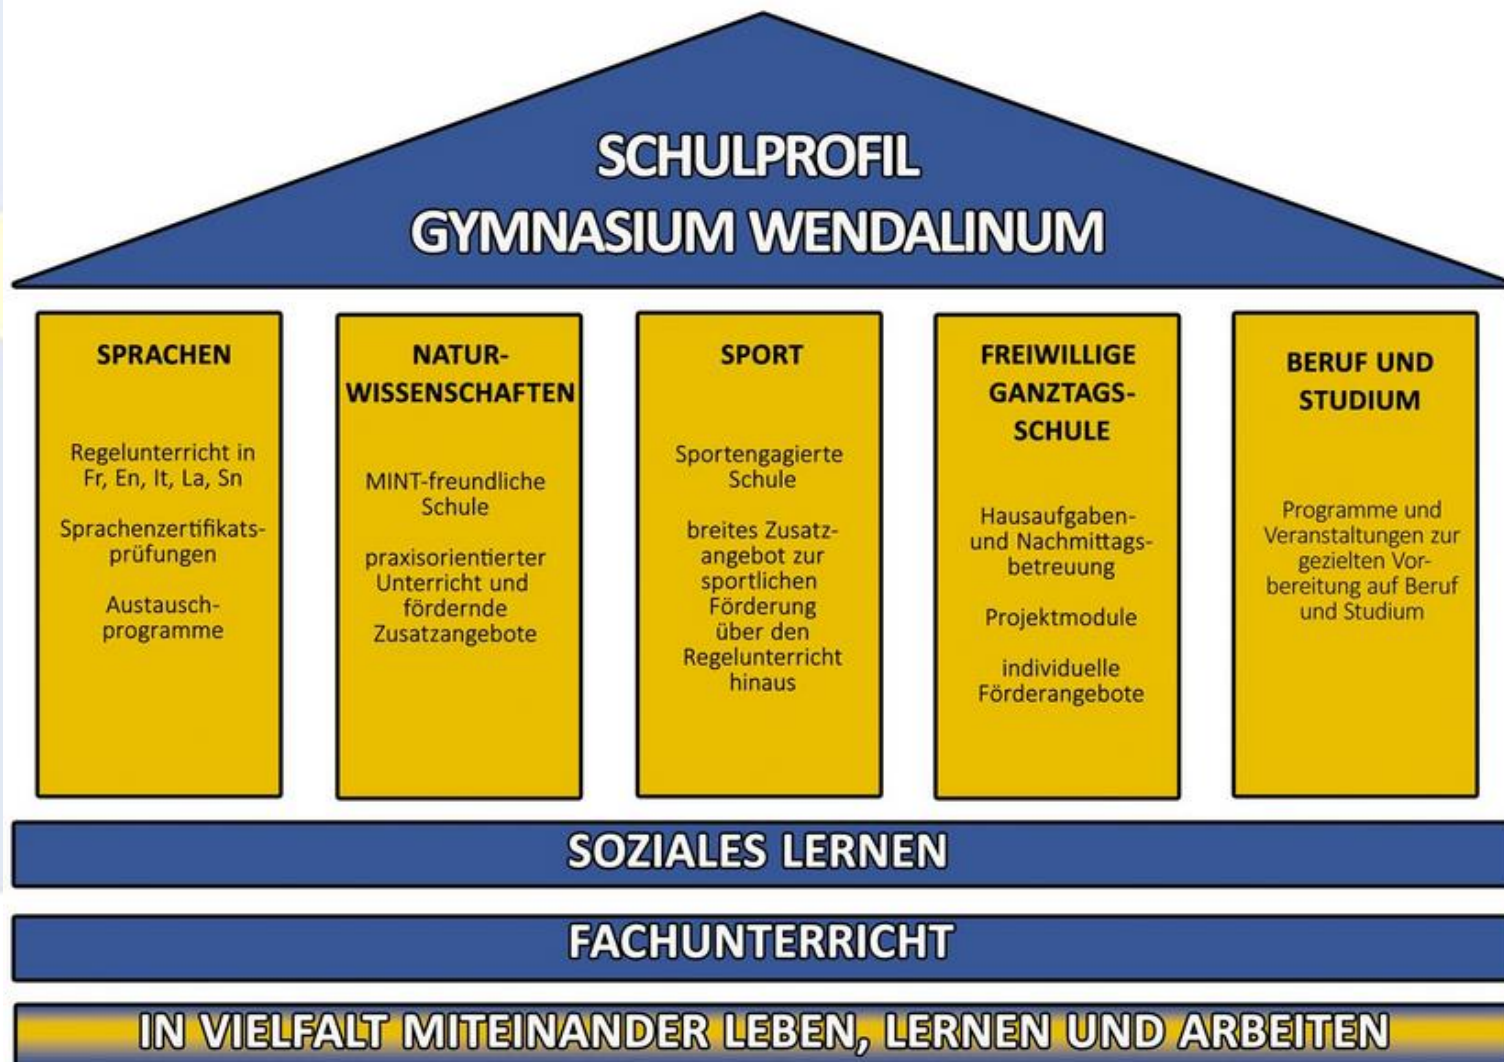 SCHULPROFIL
GYMNASIUM WENDALINUM
SPRACHEN
Regelunterricht in
Fr, En, It, La, Sn
Sprachenzertifikats-
prüfungen
Austausch-
programme
NATUR-
WISSENSCHAFTEN
MINT-freundliche
Schule
praxisorientierter
Unterricht und
fördernde
Zusatzangebote
SPORT
Sportengagierte
Schule
breites Zusatz-
angebot zur
sportlichen
Förderung
über den
Regelunterricht
hinaus
FREIWILLIGE
GANZTAGS-
SCHULE
Hausaufgaben-
und Nachmittags-
betreuung
Projektmodule
individuelle
Förderangebote
BERUF UND
STUDIUM
Programme und
Veranstaltungen zur
gezielten Vor-
bereitung auf Beruf
und Studium
SOZIALES LERNEN
FACHUNTERRICHT
IN VIELFALT MITEINANDER LEBEN, LERNEN UND ARBEITEN